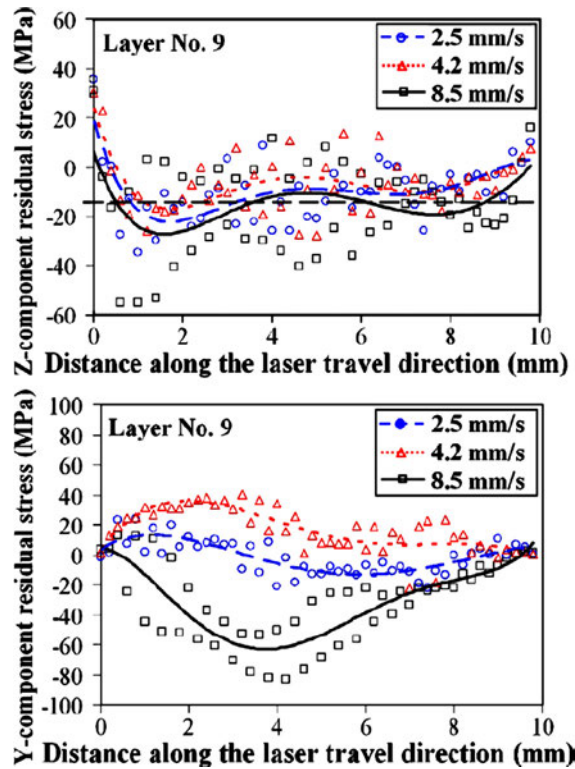 Z-component residual stress (MPa)
60
40
20
0
-20
-40
-60
Layer No. 9
2.5 mm/s
4.2 mm/s
8.5 mm/s
0 2 4 6 8 10
Distance along the laser travel direction (mm)
Y-component residual stress (MPa)
100
80
60
40
20
0
-20
-40
-60
-80
-100
Layer No. 9
2.5 mm/s
4.2 mm/s
8.5 mm/s
0 2 4 6 8 10
Distance along the laser travel direction (mm)